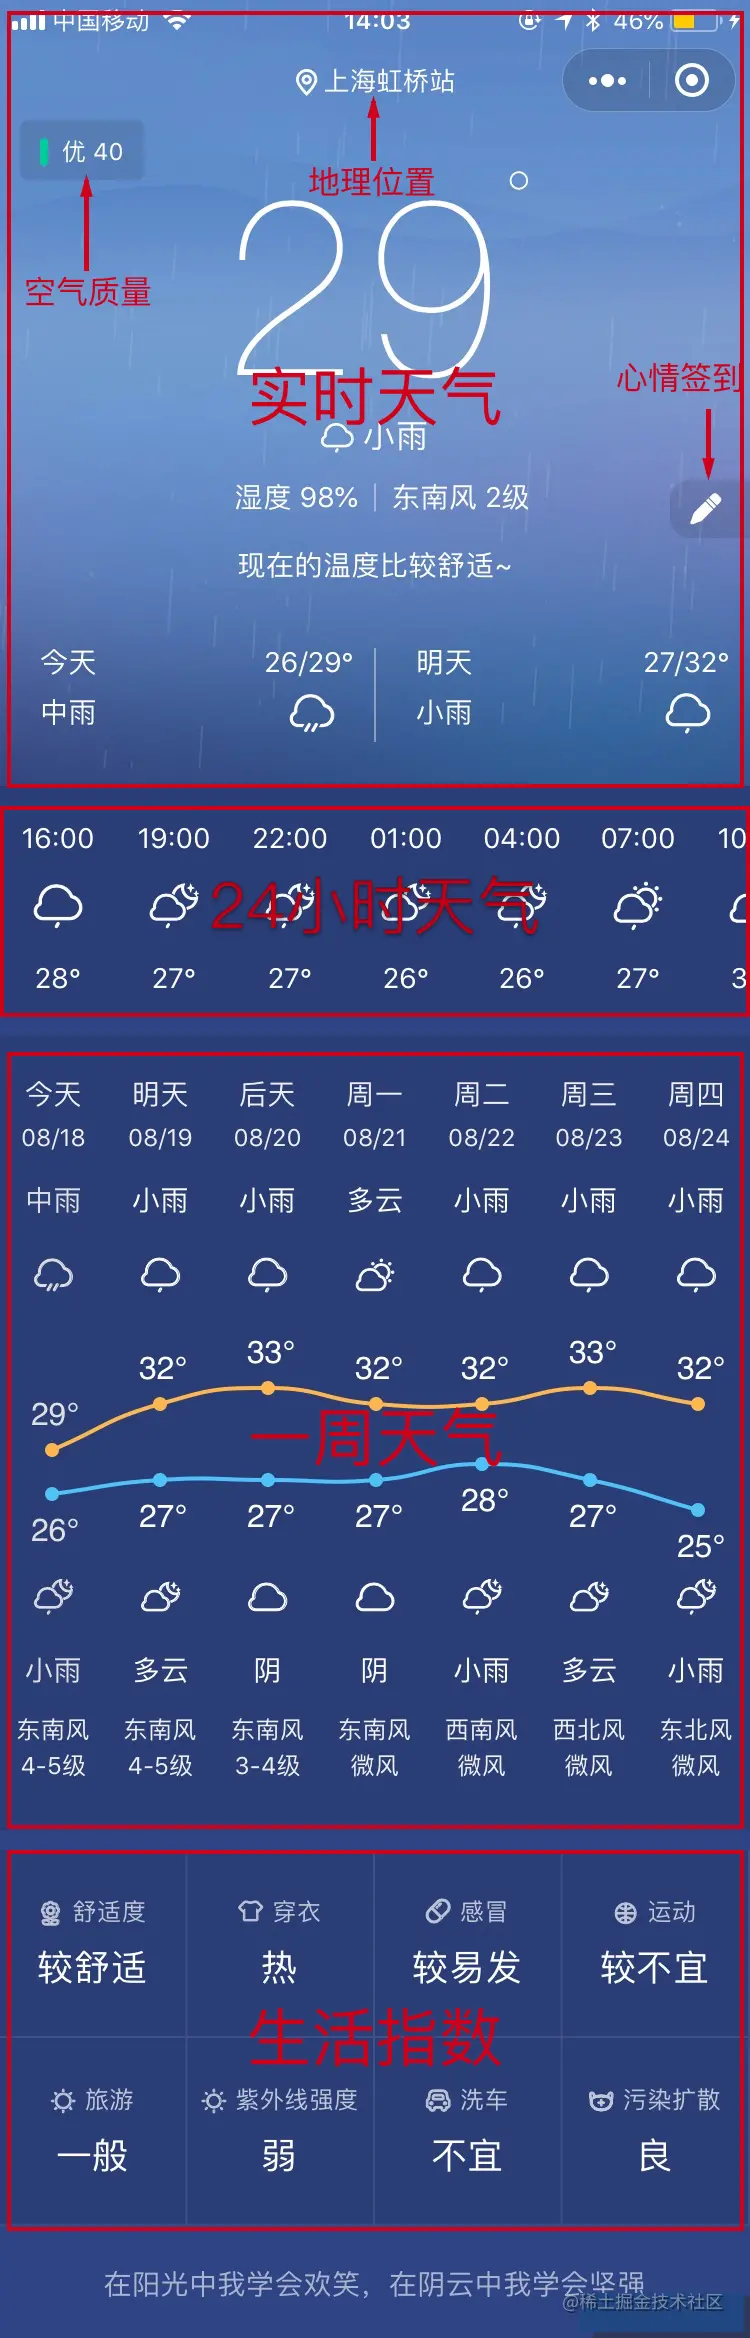 中国移动 14:03 46%
上海虹桥站
优 40
地理位置
29°
空气质量
实时天气
心情签到
小雨
湿度 98% 东南风 2级
现在的温度比较舒适~
今天 26/29° 明天 27/32°
中雨 小雨
16:00 19:00 22:00 01:00 04:00 07:00 10
24小时天气
28° 27° 27° 26° 26° 27° 3
今天 明天 后天 周一 周二 周三 周四
08/18 08/19 08/20 08/21 08/22 08/23 08/24
中雨 小雨 小雨 多云 小雨 小雨 小雨
29° 32° 33° 32° 32° 33° 32°
一周天气
26° 27° 27° 27° 28° 27° 25°
小雨 多云 阴 阴 小雨 多云 小雨
东南风 东南风 东南风 东南风 西南风 西北风 东北风
4-5级 4-5级 3-4级 微风 微风 微风 微风
舒适度 穿衣 感冒 运动
较舒适 热 较易发 较不宜
生活指数
旅游 紫外线强度 洗车 污染扩散
一般 弱 不宜 良
在阳光中我学会欢笑，在阴云中我学会坚强
@稀土掘金技术社区